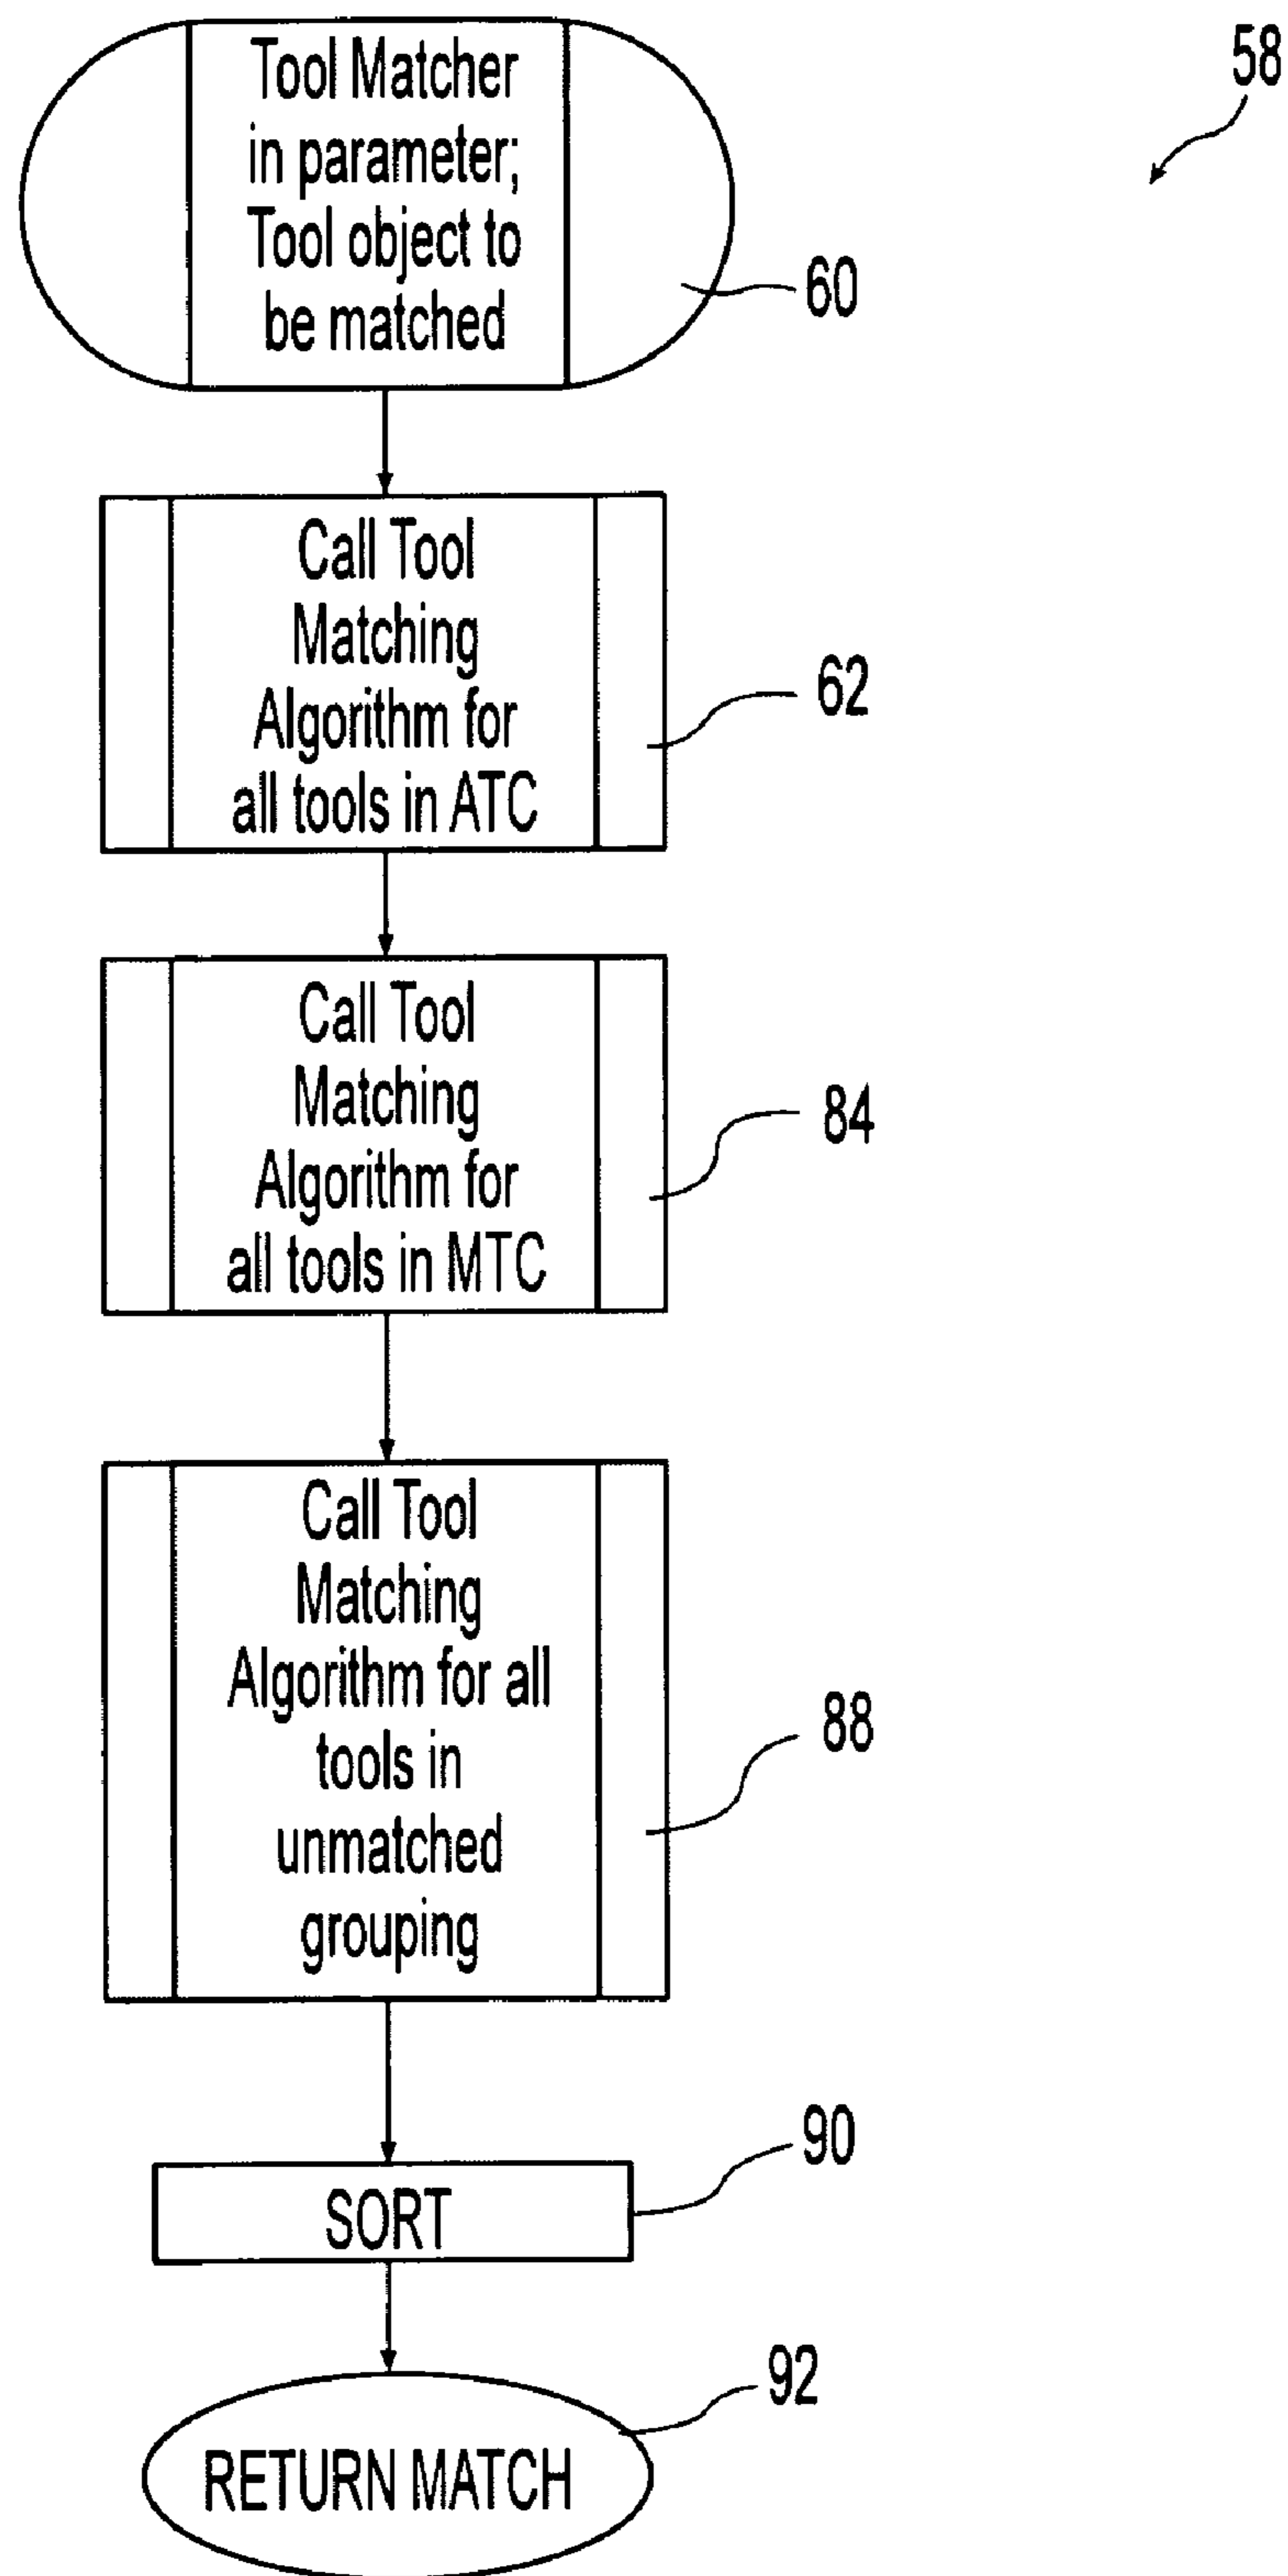 58
Tool Matcher
in parameter;
Tool object to
be matched
60
Call Tool
Matching
Algorithm for
all tools in ATC
62
Call Tool
Matching
Algorithm for
all tools in MTC
84
Call Tool
Matching
Algorithm for all
tools in
unmatched
grouping
88
SORT
90
RETURN MATCH
92